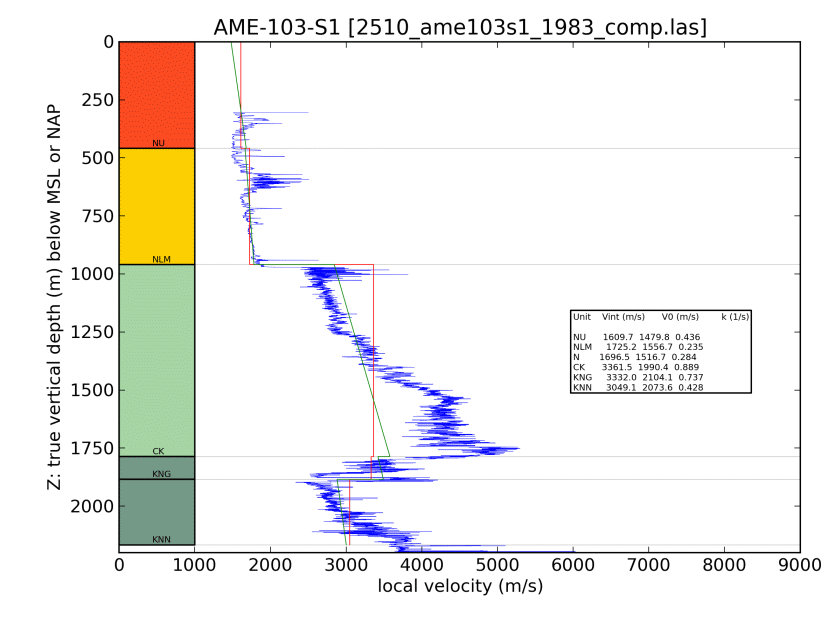 AME-103-S1 [2510_ame103s1_1983_comp.las]
Z: true vertical depth (m) below MSL or NAP
0
250
500
750
1000
1250
1500
1750
2000
NU
NLM
CK
KNG
KNN
Unit Vint (m/s) V0 (m/s) k (1/s)
NU 1609.7 1479.8 0.436
NLM 1725.2 1556.7 0.235
N 1696.5 1516.7 0.284
CK 3361.5 1990.4 0.889
KNG 3332.0 2104.1 0.737
KNN 3049.1 2073.6 0.428
0 1000 2000 3000 4000 5000 6000 7000 8000 9000
local velocity (m/s)